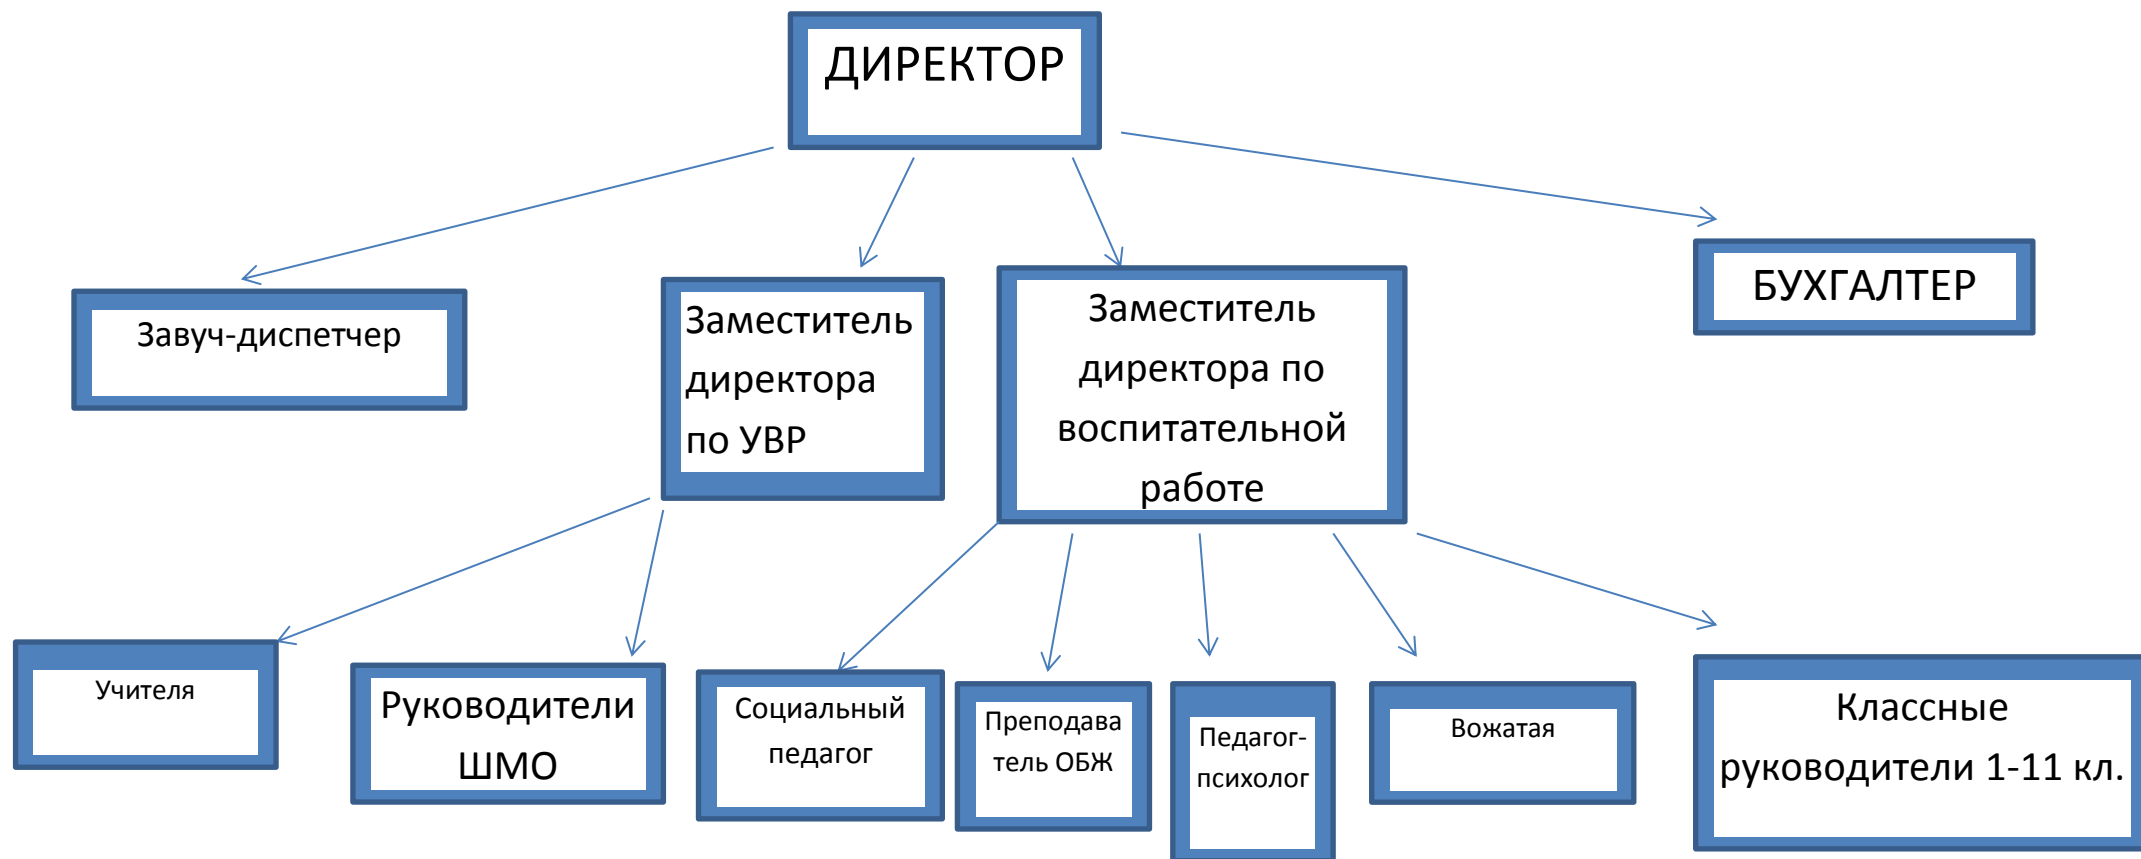 ДИРЕКТОР
Завуч-диспетчер
Заместитель
директора
по УВР
Заместитель
директора по
воспитательной
работе
БУХГАЛТЕР
Учителя
Руководители
ШМО
Социальный
педагог
Преподава
тель ОБЖ
Педагог-
психолог
Вожатая
Классные
руководители 1-11 кл.